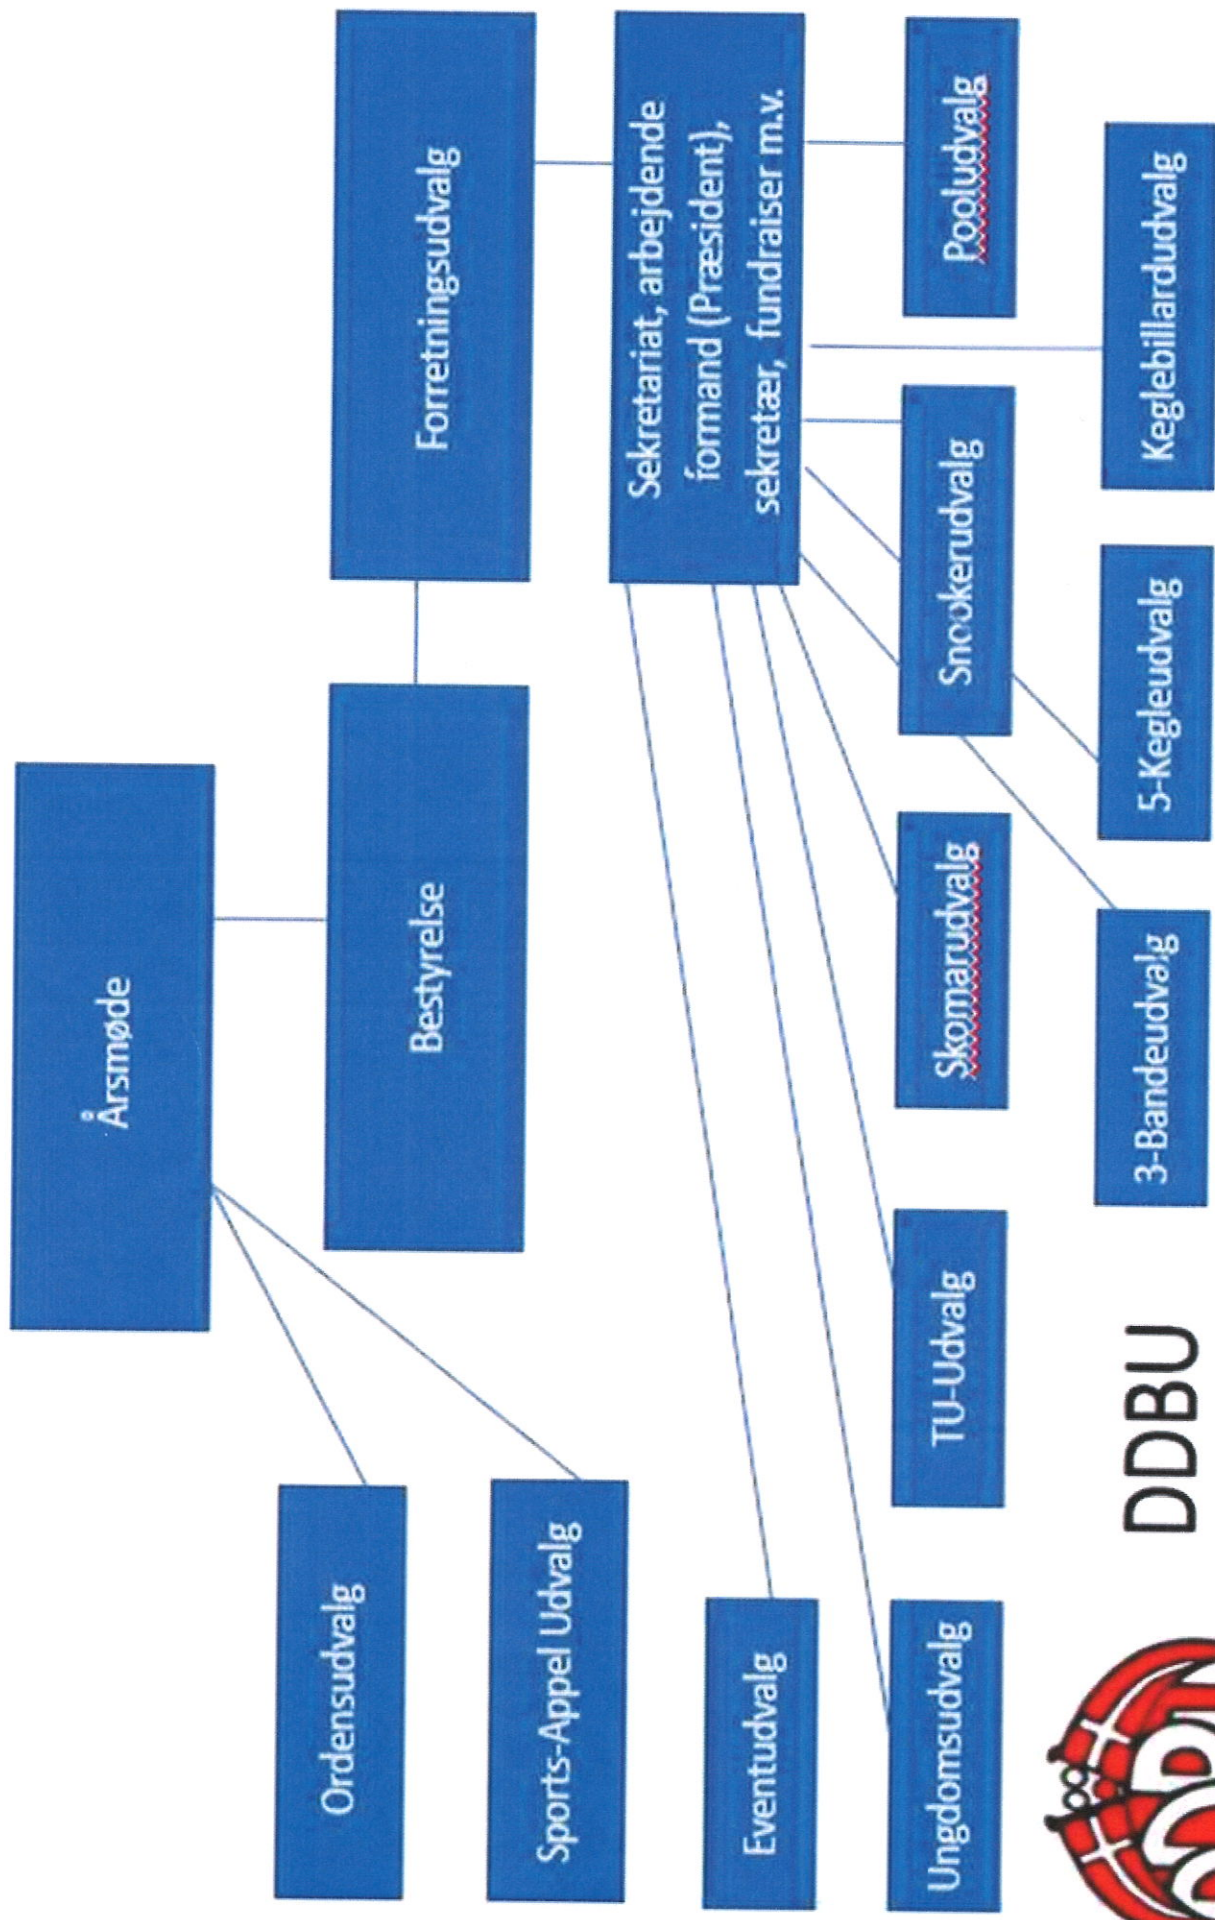 Årsmøde
Ordensudvalg
Bestyrelse
Forretningsudvalg
Sports-Appel Udvalg
Sekretariat, arbejdende
formand (Præsident),
sekretær, fundraiser m.v.
Eventudvalg
Ungdomsudvalg
TU-Udvalg
Skomarudvalg
Snookerudvalg
Pooludvalg
DDBU
3-Bandeudvalg
5-Kegleudvalg
Keglebillardudvalg